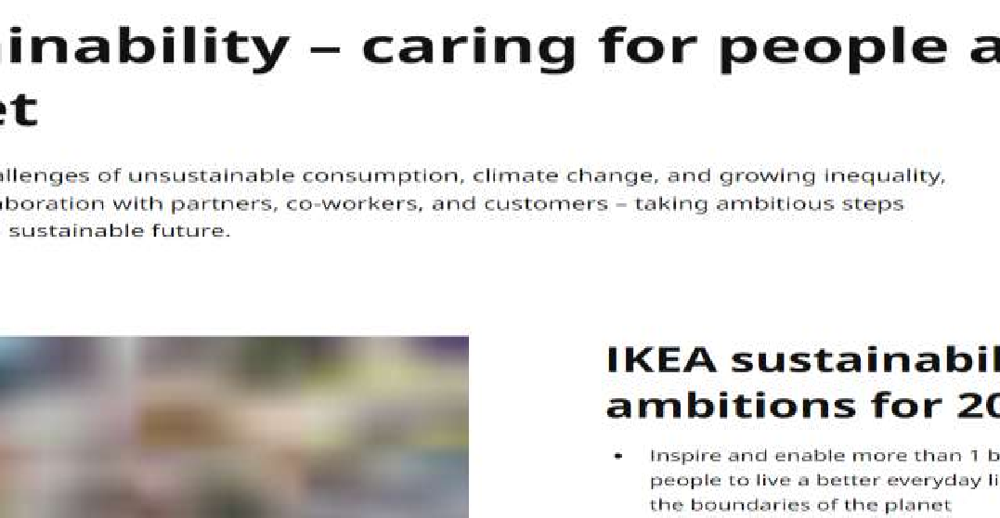 inability – caring for people a
et
allenges of unsustainable consumption, climate change, and growing inequality,
aboration with partners, co-workers, and customers – taking ambitious steps
sustainable future.
IKEA sustainabil
ambitions for 20
• Inspire and enable more than 1 b
people to live a better everyday li
the boundaries of the planet